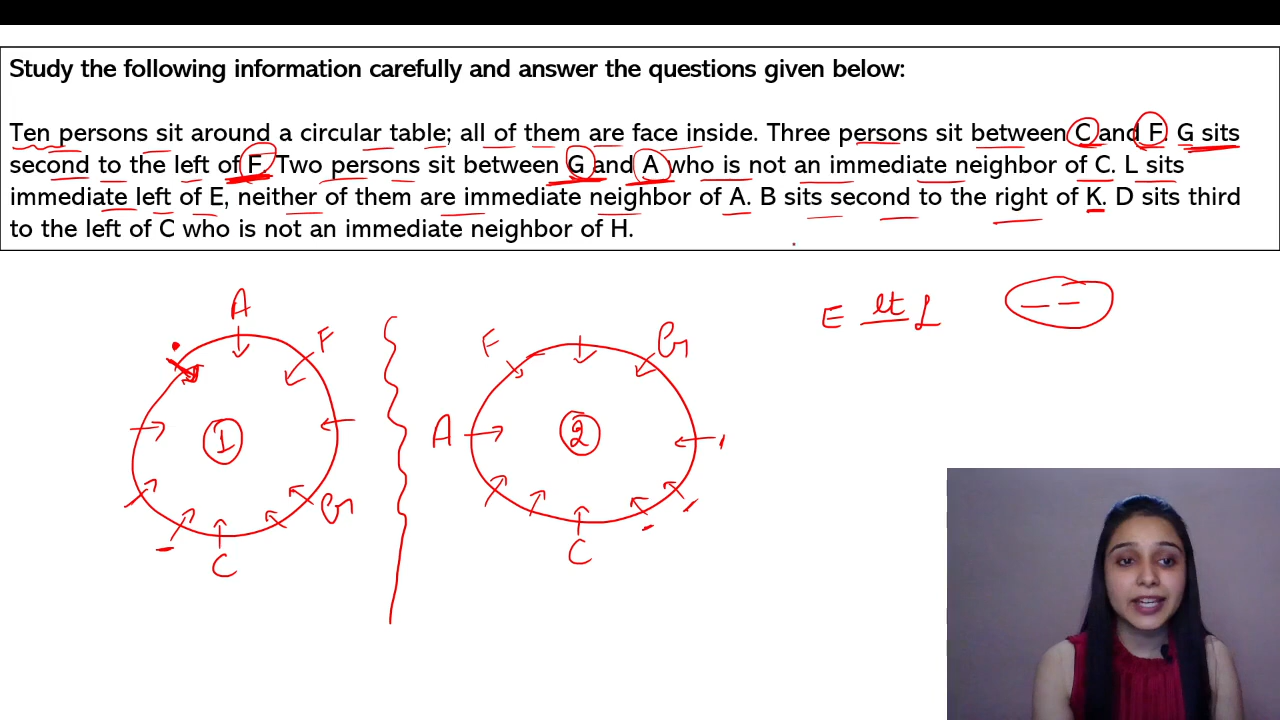 Study the following information carefully and answer the questions given below:
Ten persons sit around a circular table; all of them are face inside. Three persons sit between C and F. G sits
second to the left of F. Two persons sit between G and A who is not an immediate neighbor of C. L sits
immediate left of E, neither of them are immediate neighbor of A. B sits second to the right of K. D sits third
to the left of C who is not an immediate neighbor of H.
E lt L
A
F
G
C
1
F
G
A
C
2